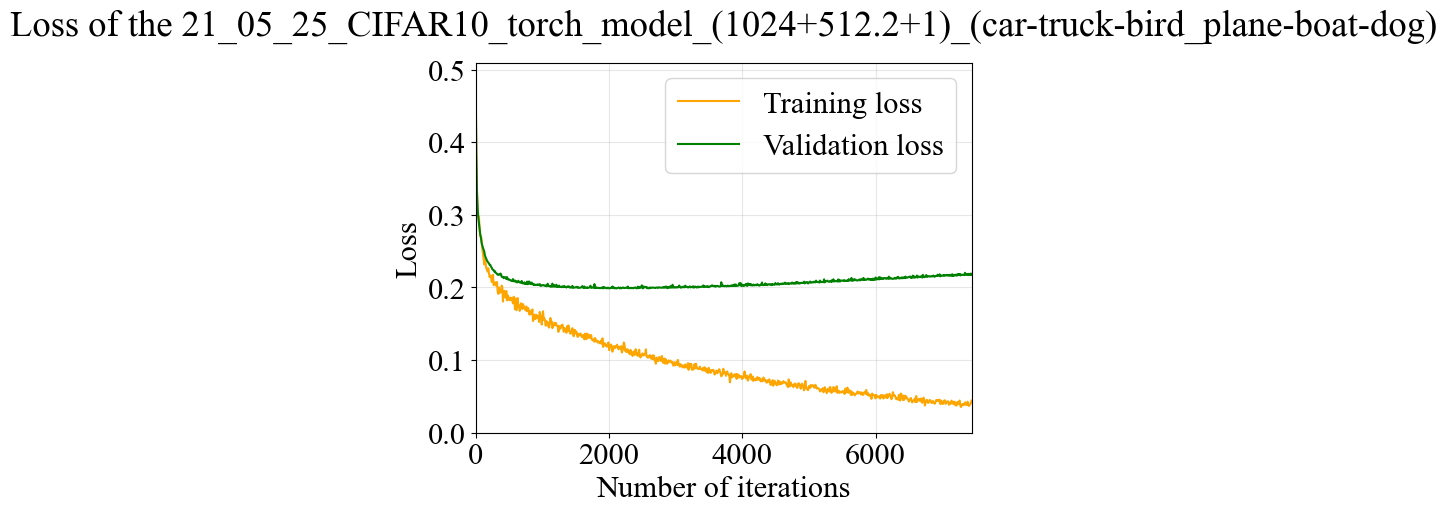 Loss of the 21_05_25_CIFAR10_torch_model_(1024+512.2+1)_(car-truck-bird_plane-boat-dog)
Training loss
Validation loss
Loss
0.5
0.4
0.3
0.2
0.1
0.0
0 2000 4000 6000
Number of iterations